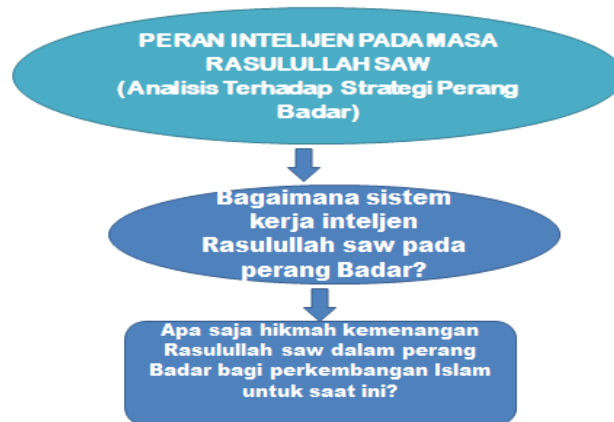 PERAN INTELIJEN PADA MASA
RASULULLAH SAW
(Analisis Terhadap Strategi Perang
Badar)
Bagaimana sistem
kerja inteljen
Rasulullah saw pada
perang Badar?
Apa saja hikmah kemenangan
Rasulullah saw dalam perang
Badar bagi perkembangan Islam
untuk saat ini?